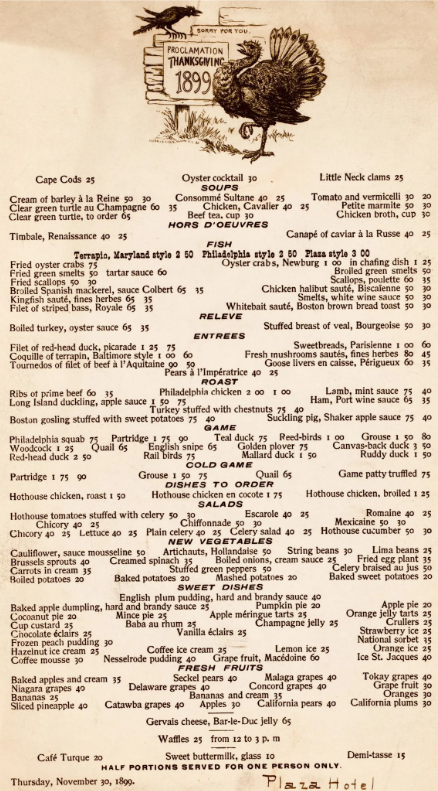 SORRY FOR YOU.
PROCLAMATION
THANKSGIVING
1899
Cape Cods 25 Oyster cocktail 30 Little Neck clams 25
SOUPS
Cream of barley à la Reine 50 30 Consommé Sultane 40 25 Tomato and vermicelli 30 20
Clear green turtle au Champagne 60 35 Chicken, Cavalier 40 25 Petite marmite 50 30
Clear green turtle, to order 65 Beef tea, cup 30 Chicken broth, cup 30
HORS D'OEUVRES
Timbale, Renaissance 40 25 Canapé of caviar à la Russe 40 25
FISH
Terrapin, Maryland style 2 50 Philadelphia style 2 50 Plaza style 3 00
Fried oyster crabs 75 Oyster crabs, Newburg 1 00 in chafing dish 1 25
Fried green smelts 50 tartar sauce 60 Broiled green smelts 50
Fried scallops 50 30 Scallops, poulette 60 35
Broiled Spanish mackerel, sauce Colbert 65 35 Chicken halibut sauté, Biscaïenne 50 30
Kingfish sauté, fines herbes 65 35 Smelts, white wine sauce 50 30
Filet of striped bass, Royale 65 35 Whitebait sauté, Boston brown bread toast 50 30
RELEVE
Boiled turkey, oyster sauce 65 35 Stuffed breast of veal, Bourgeoise 50 30
ENTREES
Filet of red-head duck, picarade 1 25 75 Sweetbreads, Parisienne 1 00 60
Coquille of terrapin, Baltimore style 1 00 60 Fresh mushrooms sautés, fines herbes 80 45
Tournedos of filet of beef à l'Aquitaine 90 50 Goose livers en caisse, Périgueux 60 35
Pears à l'Impératrice 40 25
ROAST
Ribs of prime beef 60 35 Philadelphia chicken 2 00 1 00 Lamb, mint sauce 75 40
Long Island duckling, apple sauce 1 50 75 Ham, Port wine sauce 65 35
Turkey stuffed with chestnuts 75 40
Boston gosling stuffed with sweet potatoes 75 40 Suckling pig, Shaker apple sauce 75 40
GAME
Philadelphia squab 75 Partridge 1 75 90 Teal duck 75 Reed-birds 1 00 Grouse 1 50 80
Woodcock 1 25 Quail 65 English snipe 65 Golden plover 75 Canvas-back duck 3 50
Red-head duck 2 50 Rail birds 75 Mallard duck 1 50 Ruddy duck 1 50
COLD GAME
Partridge 1 75 90 Grouse 1 50 75 Quail 65 Game patty truffled 75
DISHES TO ORDER
Hothouse chicken, roast 1 50 Hothouse chicken en cocote 1 75 Hothouse chicken, broiled 1 25
SALADS
Hothouse tomatoes stuffed with celery 50 30 Escarole 40 25 Romaine 40 25
Chicory 40 25 Chiffonnade 50 30 Mexicaine 50 30
Chicory 40 25 Lettuce 40 25 Plain celery 40 25 Celery salad 40 25 Hothouse cucumber 50 30
NEW VEGETABLES
Cauliflower, sauce mousseline 50 Artichauts, Hollandaise 50 String beans 30 Lima beans 25
Brussels sprouts 40 Creamed spinach 35 Boiled onions, cream sauce 25 Fried egg plant 35
Carrots in cream 35 Stuffed green peppers 50 Celery braised au jus 50
Boiled potatoes 20 Baked potatoes 20 Mashed potatoes 20 Baked sweet potatoes 20
SWEET DISHES
English plum pudding, hard and brandy sauce 40
Baked apple dumpling, hard and brandy sauce 25 Pumpkin pie 20 Apple pie 20
Cocoanut pie 20 Mince pie 25 Apple méringue tarts 25 Orange jelly tarts 25
Cup custard 25 Baba au rhum 25 Champagne jelly 25 Crullers 25
Chocolate éclairs 25 Vanilla éclairs 25 Strawberry ice 25
Frozen peach pudding 30 National sorbet 35
Hazelnut ice cream 25 Coffee ice cream 25 Lemon ice 25 Orange ice 25
Coffee mousse 30 Nesselrode pudding 40 Grape fruit, Macédoine 60 Ice St. Jacques 40
FRESH FRUITS
Baked apples and cream 35 Seckel pears 40 Malaga grapes 40 Tokay grapes 40
Niagara grapes 40 Delaware grapes 40 Concord grapes 40 Grape fruit 30
Bananas 25 Bananas and cream 35 Oranges 30
Sliced pineapple 40 Catawba grapes 40 Apples 30 California pears 40 California plums 30
Gervais cheese, Bar-le-Duc jelly 65
Waffles 25 from 12 to 3 p. m
Café Turque 20 Sweet buttermilk, glass 10 Demi-tasse 15
HALF PORTIONS SERVED FOR ONE PERSON ONLY.
Thursday, November 30, 1899. Plaza Hotel